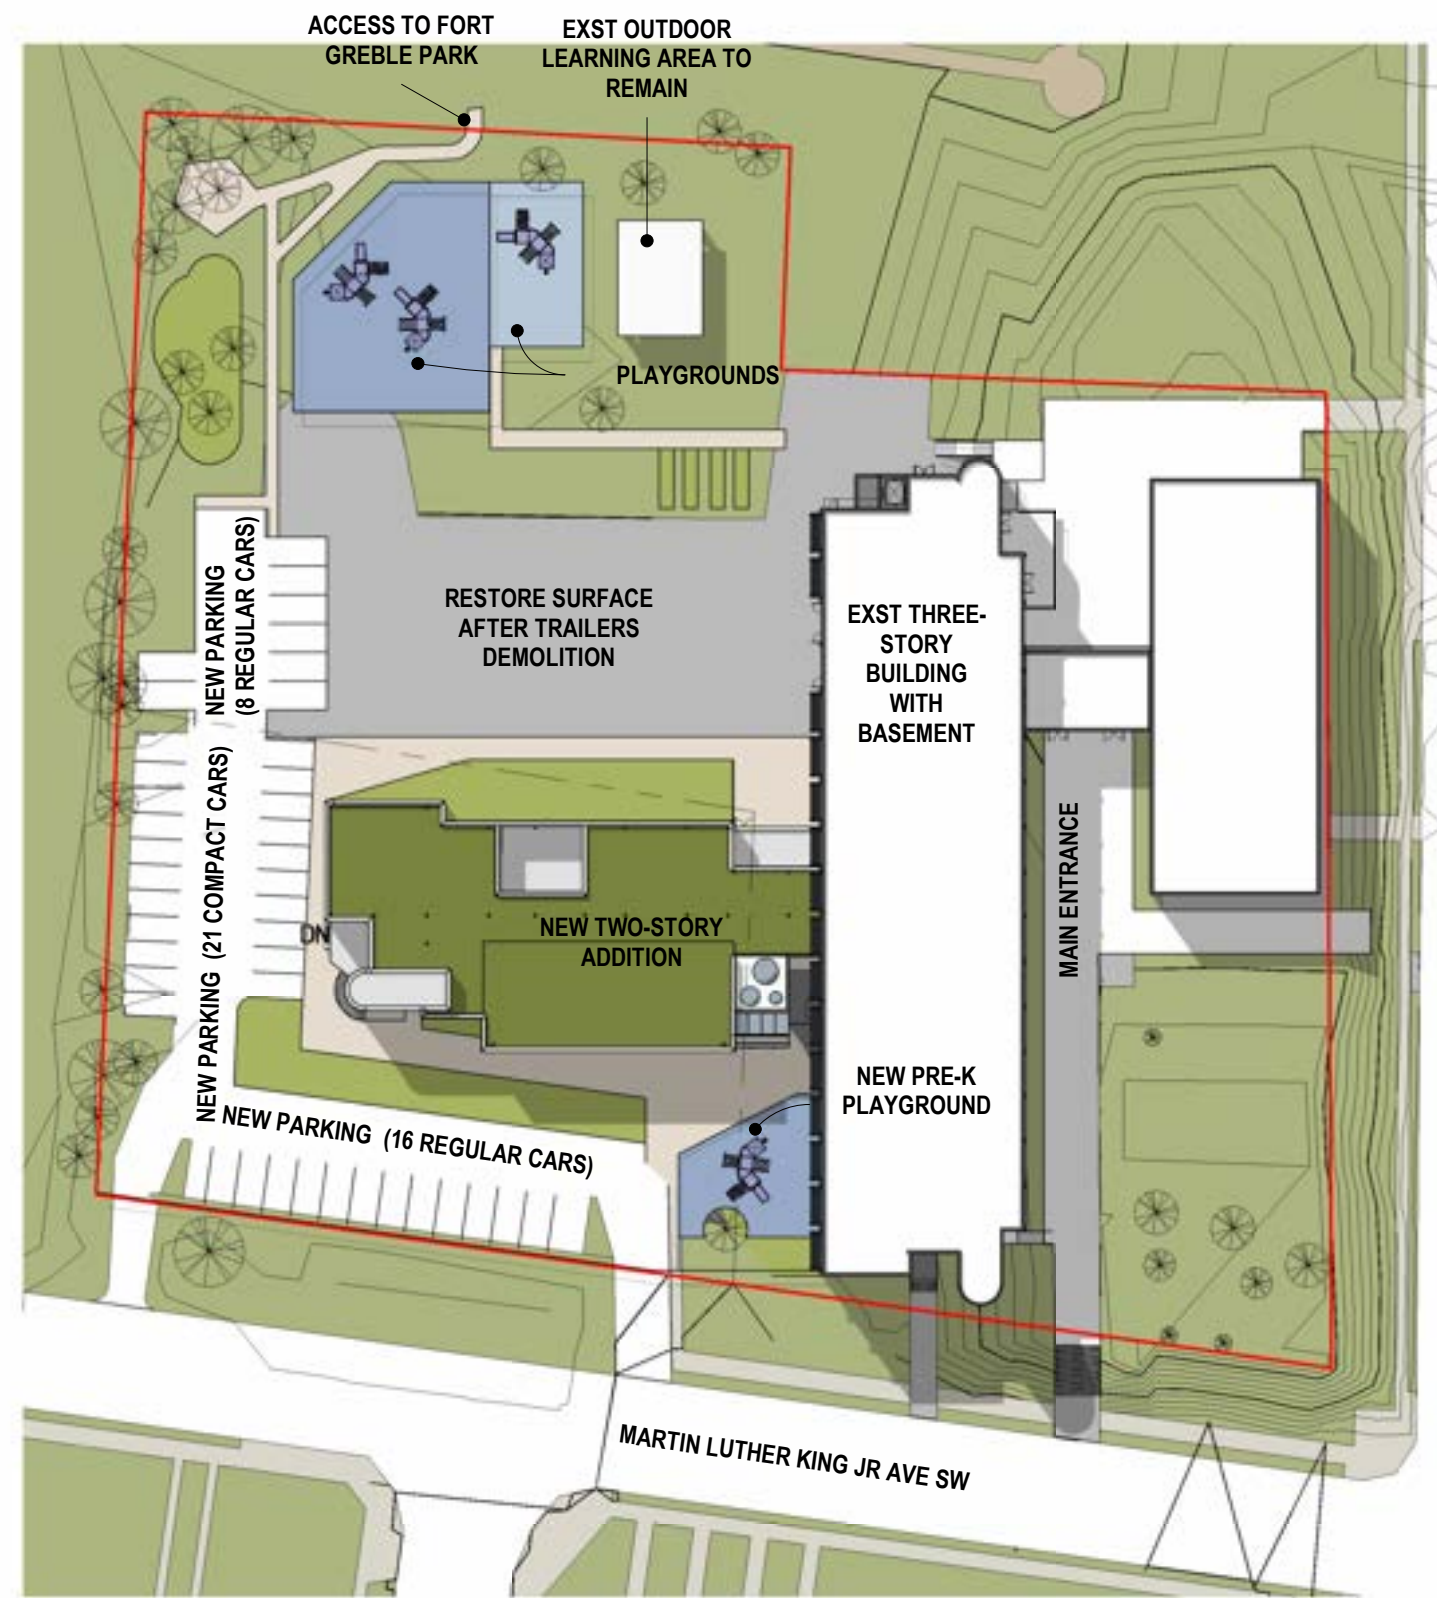 ACCESS TO FORT
GREBLE PARK
EXST OUTDOOR
LEARNING AREA TO
REMAIN
PLAYGROUNDS
RESTORE SURFACE
AFTER TRAILERS
DEMOLITION
NEW PARKING
(8 REGULAR CARS)
EXST THREE-
STORY
BUILDING
WITH
BASEMENT
NEW PARKING (21 COMPACT CARS)
MAIN ENTRANCE
DN
NEW TWO-STORY
ADDITION
NEW PRE-K
PLAYGROUND
NEW PARKING (16 REGULAR CARS)
MARTIN LUTHER KING JR AVE SW